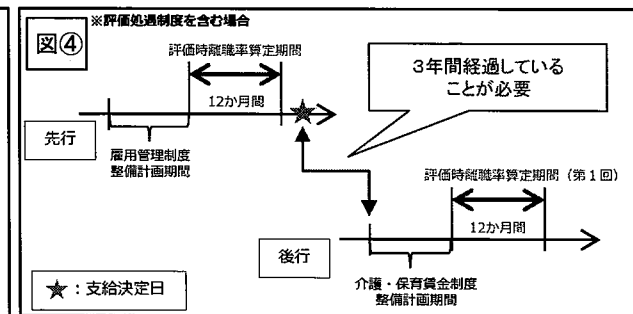 ※評価処遇制度を含む場合
図④
評価時離職率算定期間
12か月間
3年間経過している
ことが必要
先行
雇用管理制度
整備計画期間
評価時離職率算定期間（第１回）
12か月間
後行
介護・保育賃金制度
整備計画期間
★：支給決定日